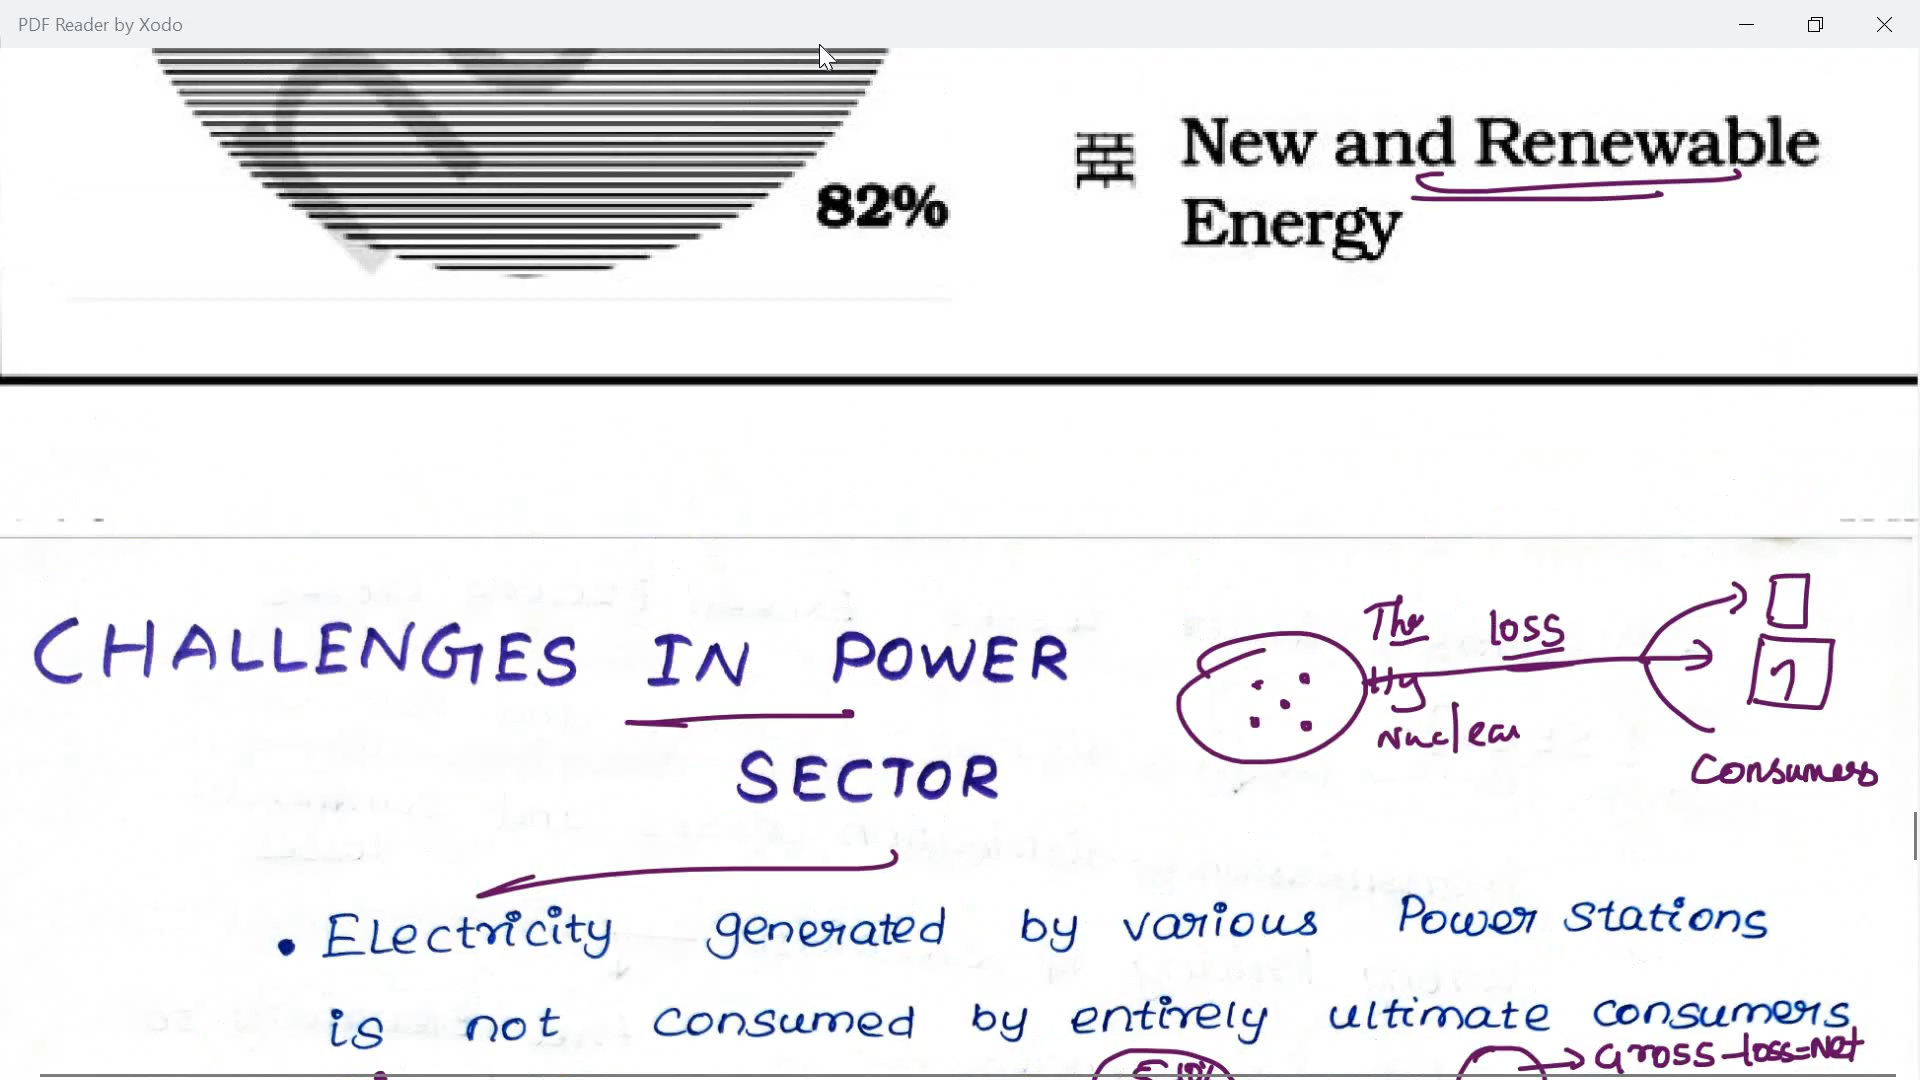 PDF Reader by Xodo
82%
New and Renewable
Energy
CHALLENGES IN POWER
SECTOR
The loss
Hy
Nuclear
Consumers
• Electricity generated by various Power Stations
is not consumed by entirely ultimate consumers
Gross - loss = Net